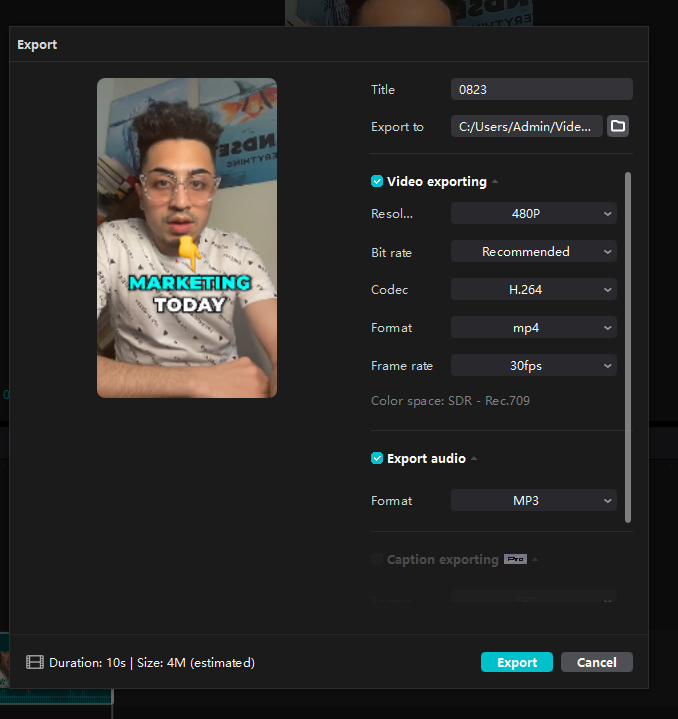 Export
Title
0823
Export to
C:/Users/Admin/Vide...
Video exporting
Resol...
480P
Bit rate
Recommended
Codec
H.264
Format
mp4
Frame rate
30fps
Color space: SDR - Rec.709
Export audio
Format
MP3
Caption exporting Pro
MARKETING
TODAY
Duration: 10s | Size: 4M (estimated)
Export
Cancel